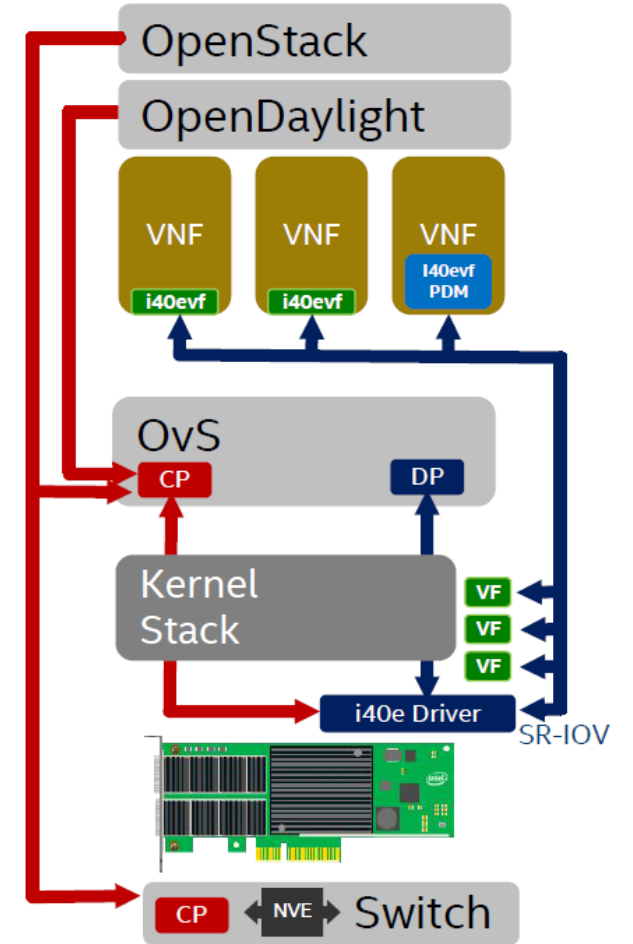 OpenStack
OpenDaylight
VNF
VNF
VNF
i40evf
i40evf
I40evf
PDM
OvS
CP
DP
Kernel
Stack
VF
VF
VF
i40e Driver
SR-IOV
intel
CP
NVE
Switch